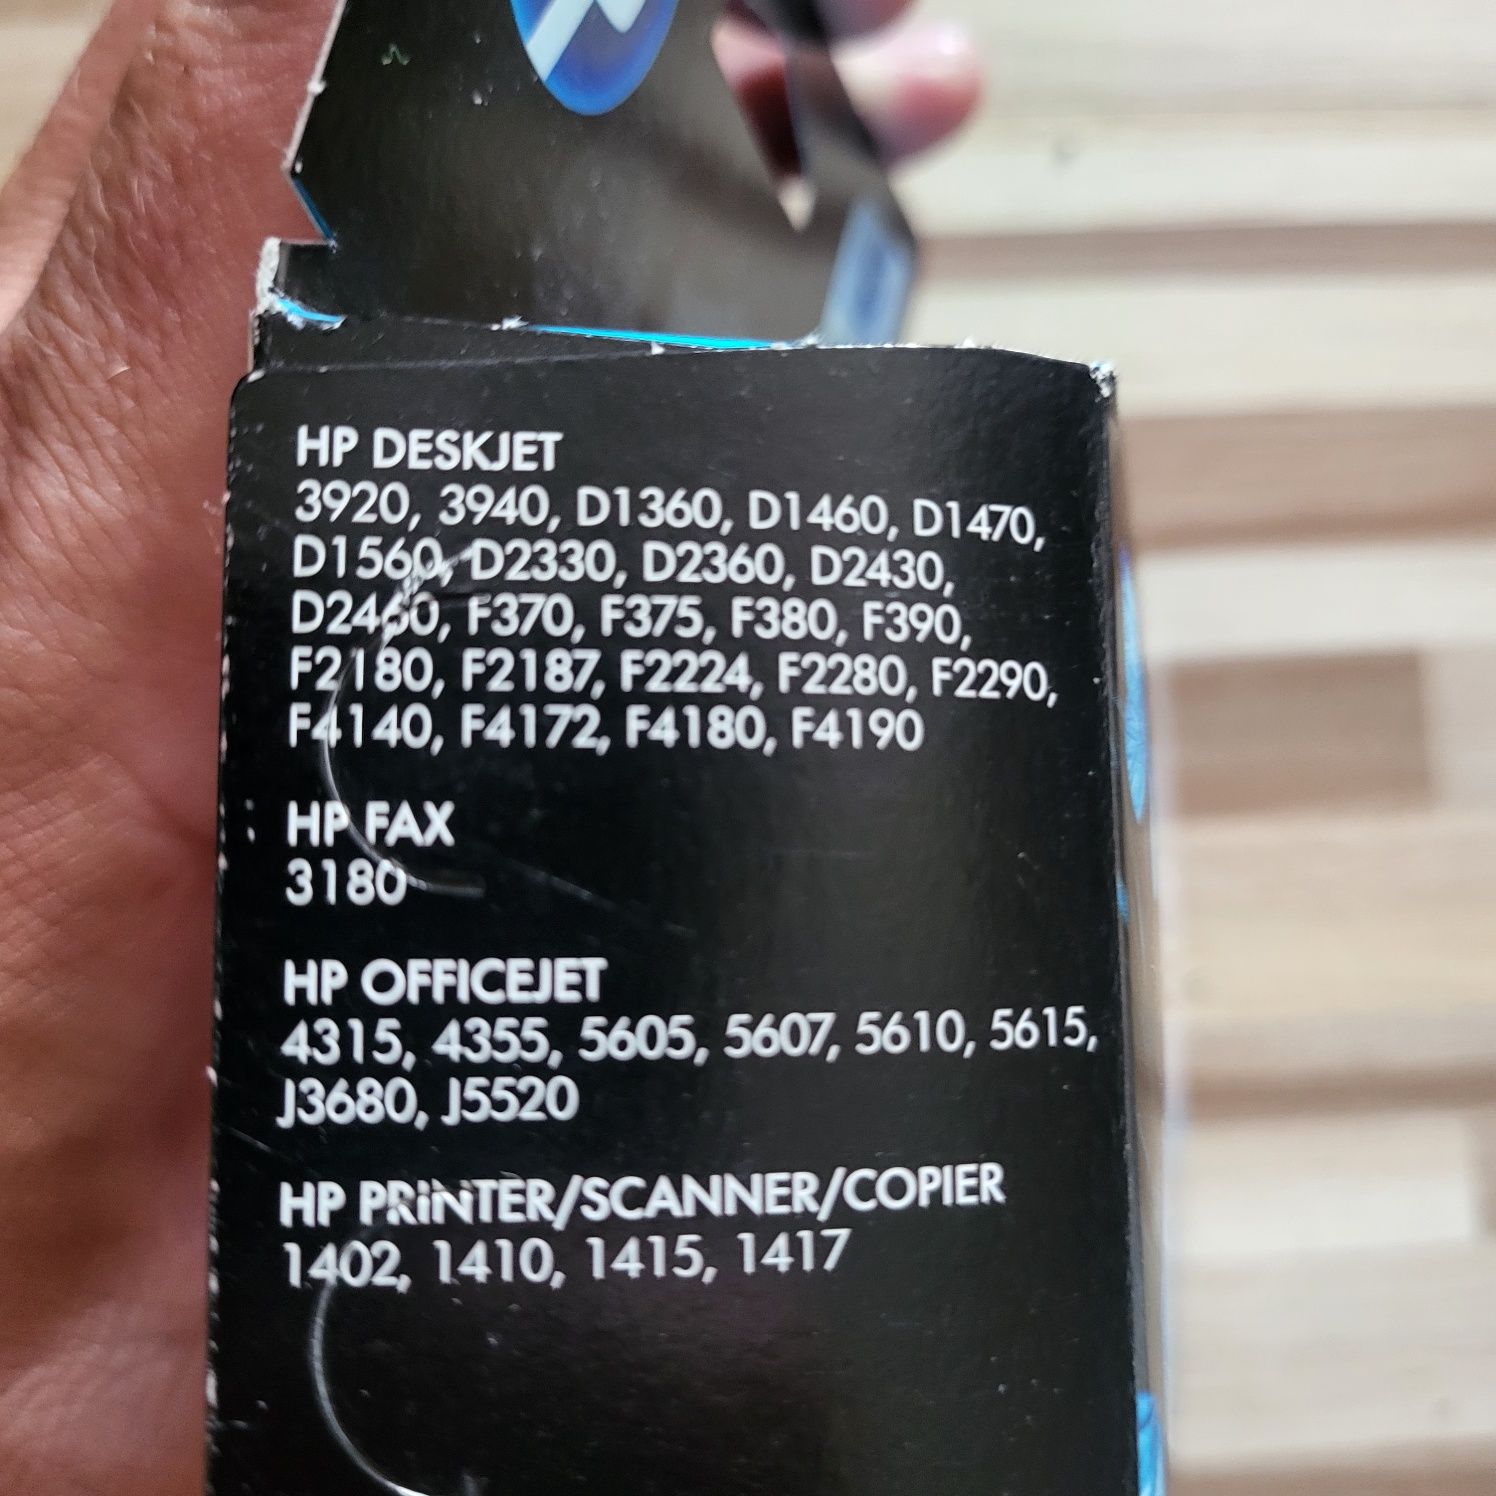 HP DESKJET
3920, 3940, D1360, D1460, D1470,
D1560, D2330, D2360, D2430,
D2460, F370, F375, F380, F390,
F2180, F2187, F2224, F2280, F2290,
F4140, F4172, F4180, F4190
HP FAX
3180
HP OFFICEJET
4315, 4355, 5605, 5607, 5610, 5615,
J3680, J5520
HP PRINTER/SCANNER/COPIER
1402, 1410, 1415, 1417